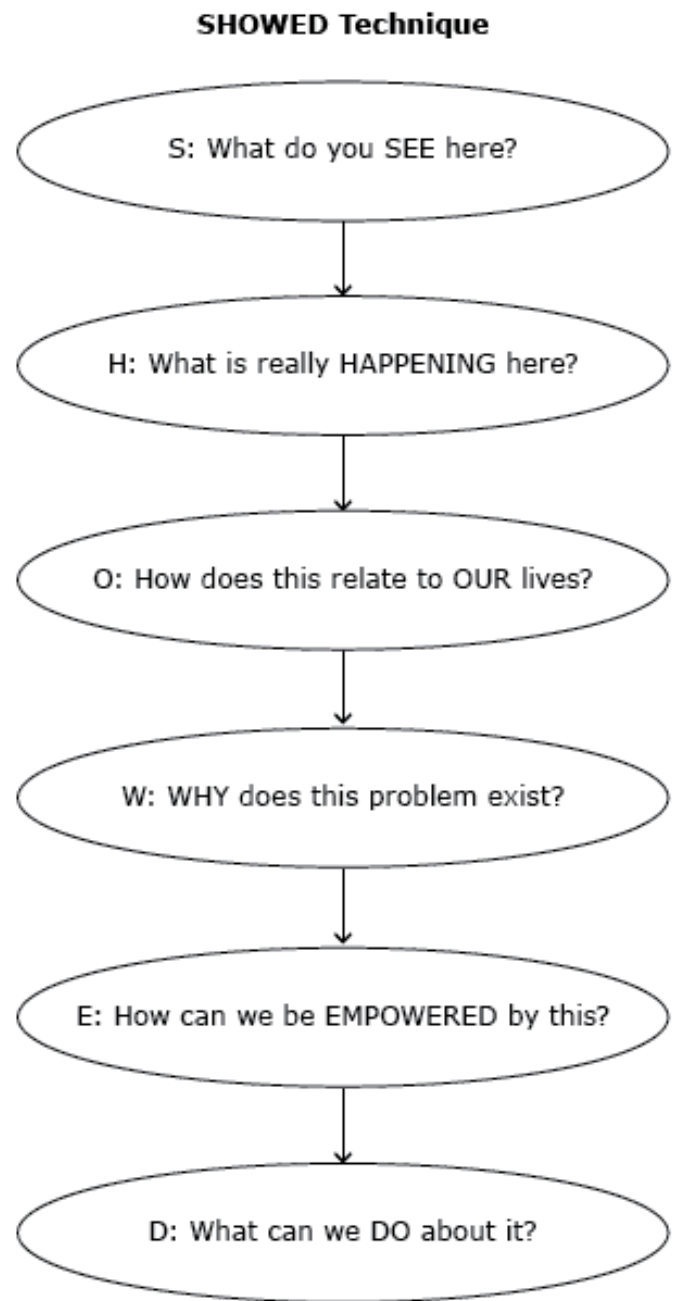 SHOWED Technique
S: What do you SEE here?
H: What is really HAPPENING here?
O: How does this relate to OUR lives?
W: WHY does this problem exist?
E: How can we be EMPOWERED by this?
D: What can we DO about it?